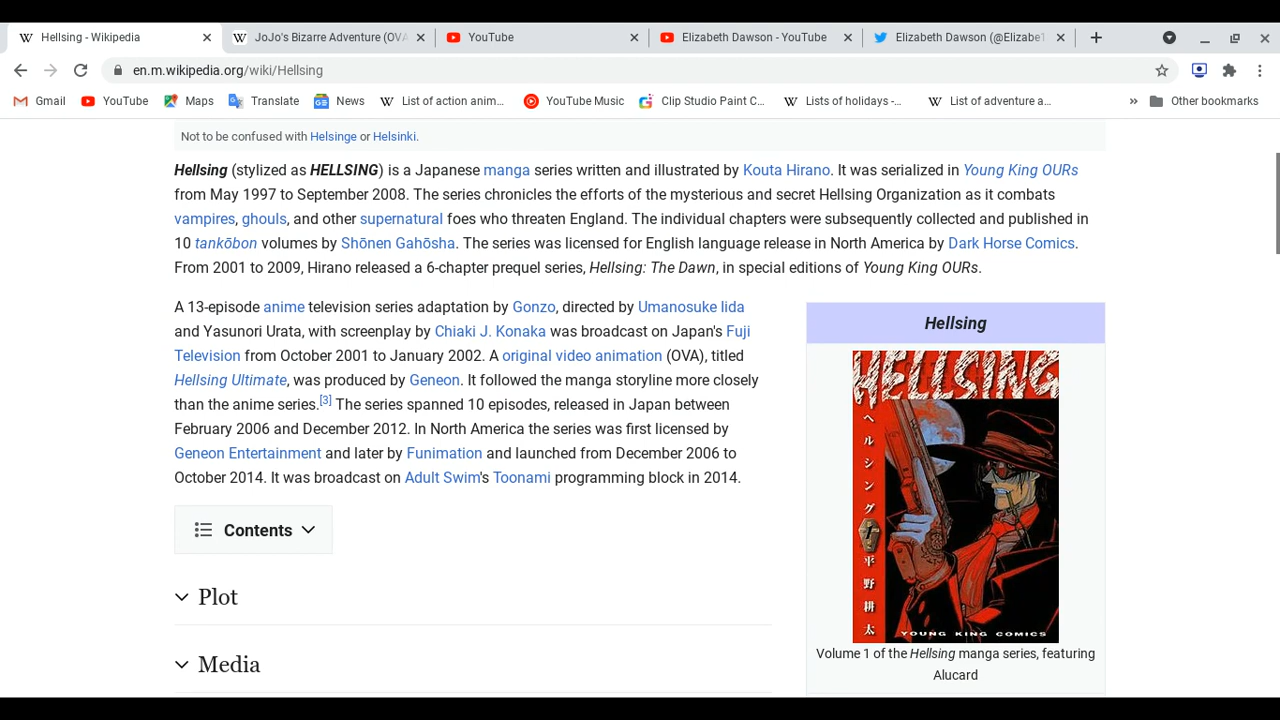 Hellsing - Wikipedia
JoJo's Bizarre Adventure (OVA
YouTube
Elizabeth Dawson - YouTube
Elizabeth Dawson (@ElizabeT
en.m.wikipedia.org/wiki/Hellsing
Gmail YouTube Maps Translate News List of action anim... YouTube Music Clip Studio Paint C... Lists of holidays -... List of adventure a... » Other bookmarks
Not to be confused with Helsinge or Helsinki.
Hellsing (stylized as HELLSING) is a Japanese manga series written and illustrated by Kouta Hirano. It was serialized in Young King OURs
from May 1997 to September 2008. The series chronicles the efforts of the mysterious and secret Hellsing Organization as it combats
vampires, ghouls, and other supernatural foes who threaten England. The individual chapters were subsequently collected and published in
10 tankōbon volumes by Shōnen Gahōsha. The series was licensed for English language release in North America by Dark Horse Comics.
From 2001 to 2009, Hirano released a 6-chapter prequel series, Hellsing: The Dawn, in special editions of Young King OURs.
A 13-episode anime television series adaptation by Gonzo, directed by Umanosuke Iida
and Yasunori Urata, with screenplay by Chiaki J. Konaka was broadcast on Japan's Fuji
Television from October 2001 to January 2002. A original video animation (OVA), titled
Hellsing Ultimate, was produced by Geneon. It followed the manga storyline more closely
than the anime series.[3] The series spanned 10 episodes, released in Japan between
February 2006 and December 2012. In North America the series was first licensed by
Geneon Entertainment and later by Funimation and launched from December 2006 to
October 2014. It was broadcast on Adult Swim's Toonami programming block in 2014.
Contents
Plot
Media
Hellsing
HELLSING
ヘルシング
平野耕太
YOUNG KING COMICS
Volume 1 of the Hellsing manga series, featuring
Alucard